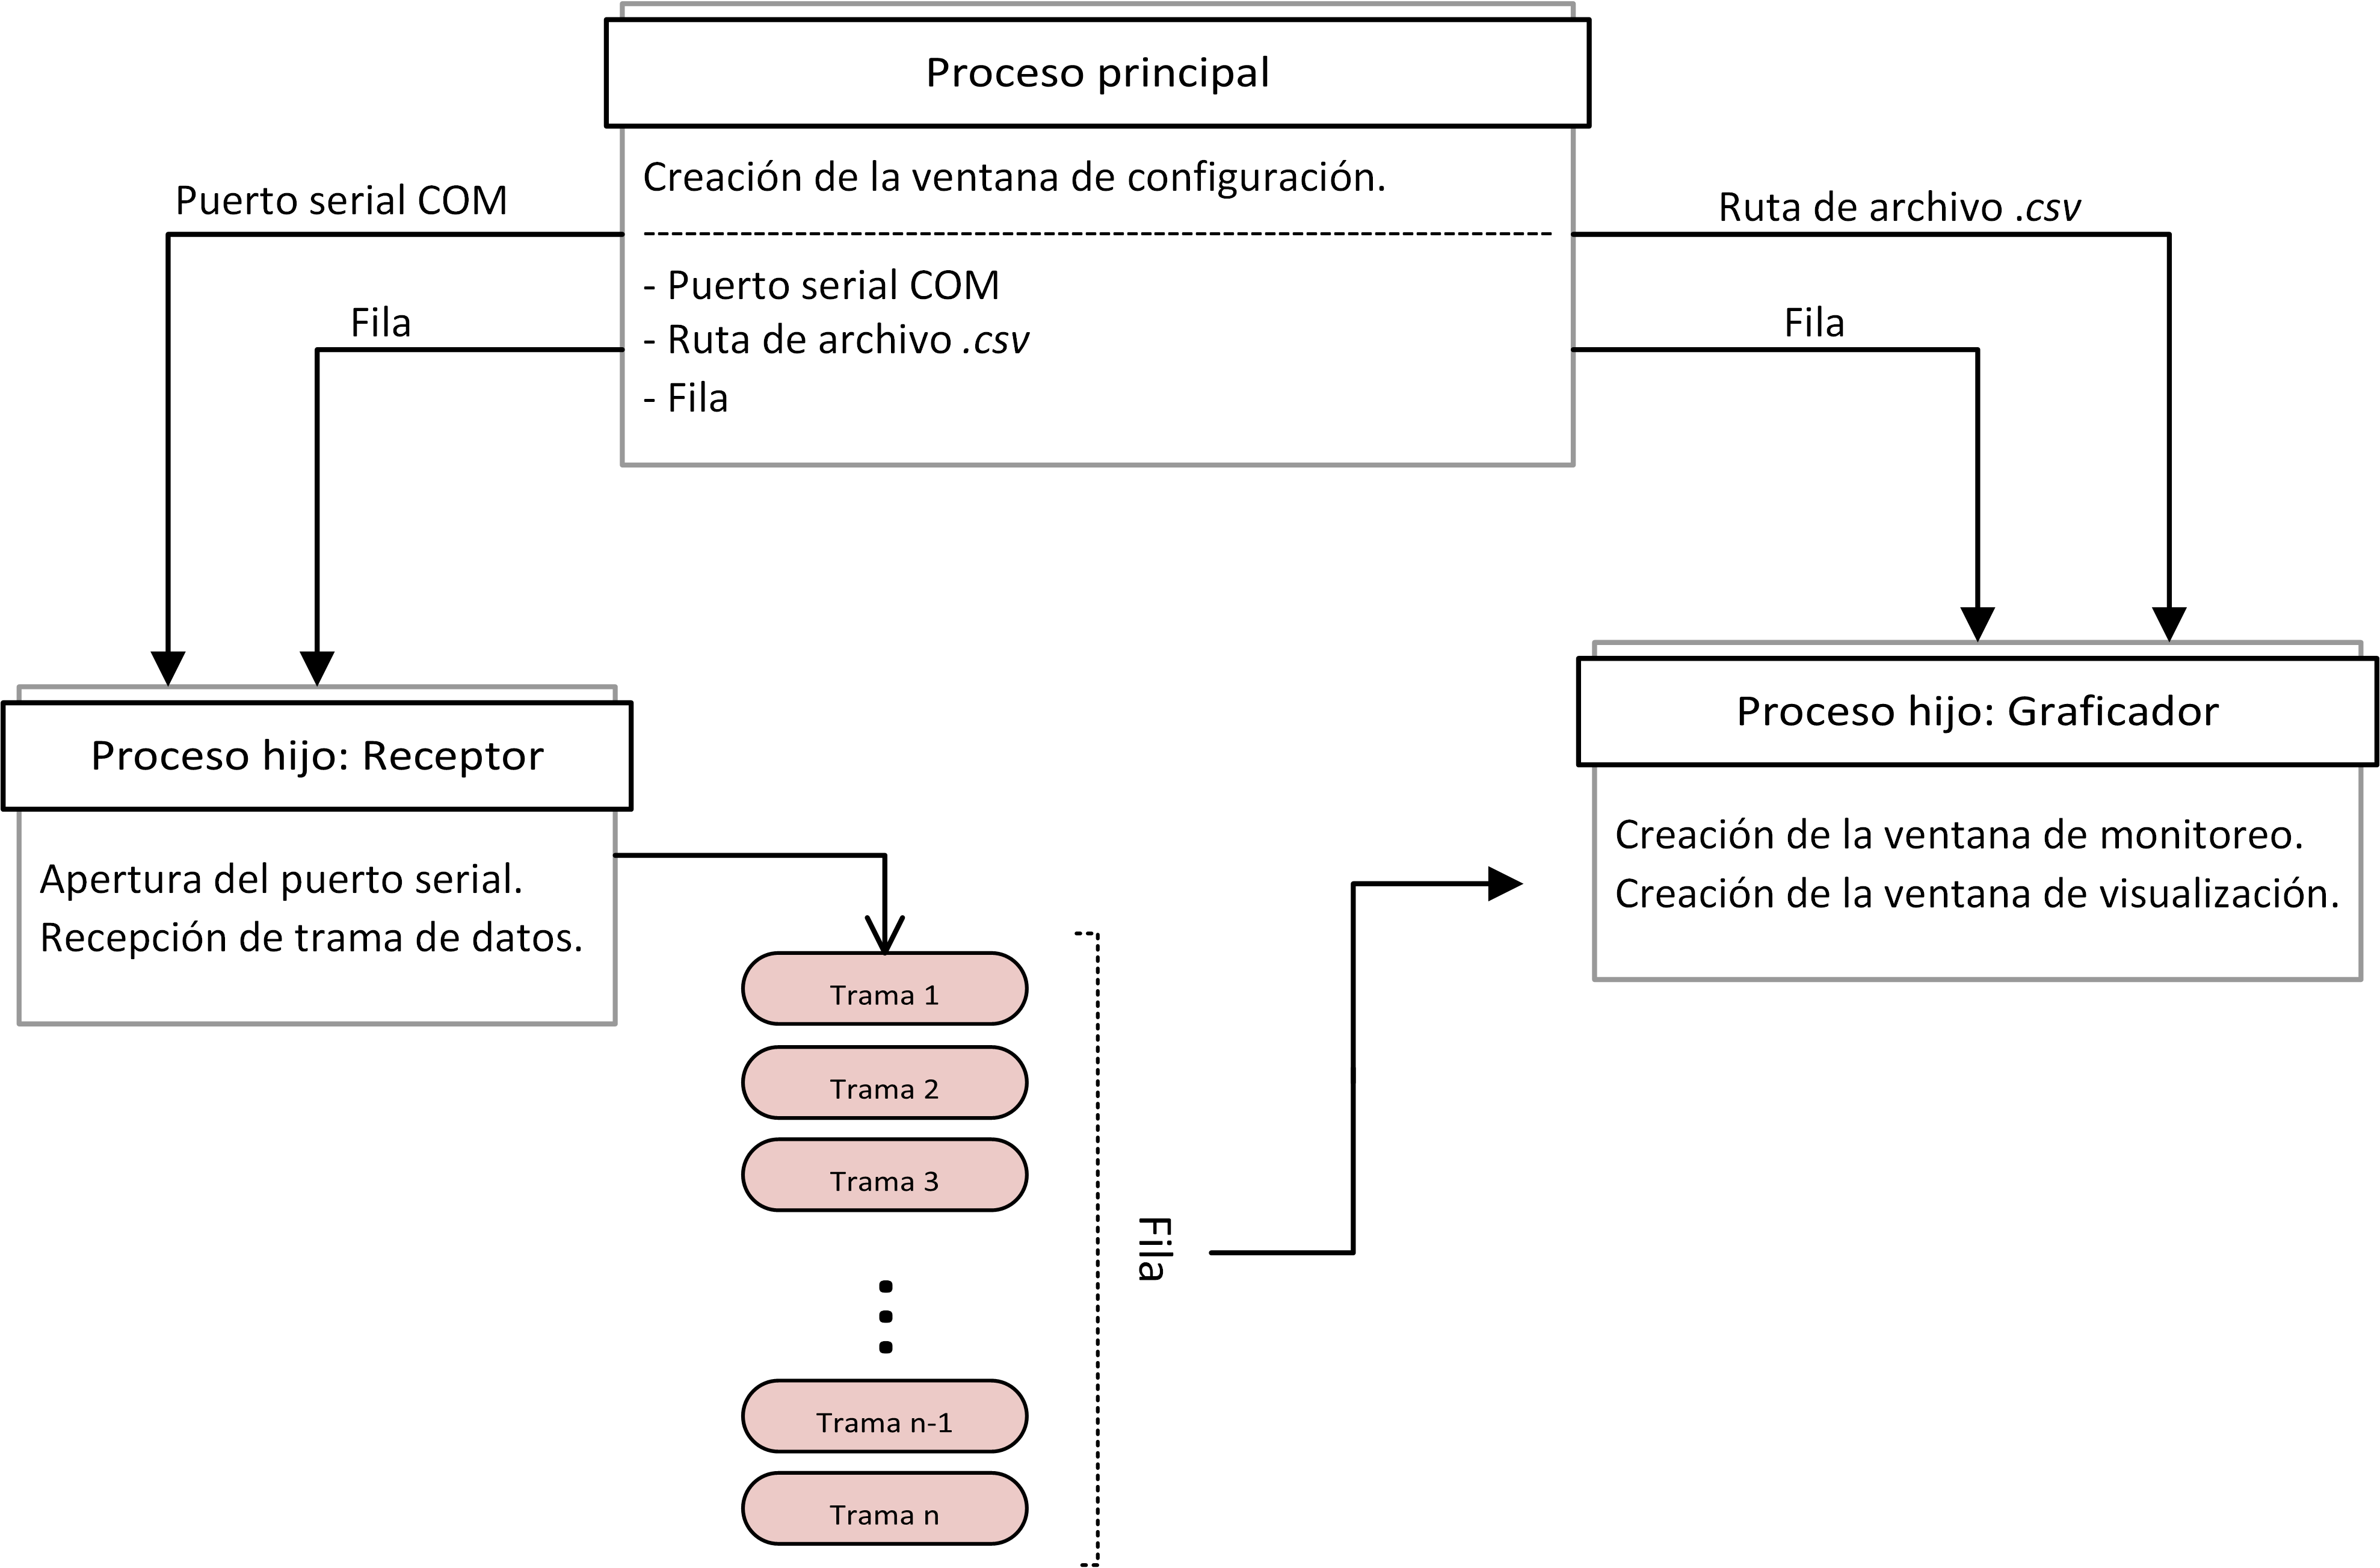 Proceso principal
Creación de la ventana de configuración.
Puerto serial COM
Ruta de archivo .csv
- Puerto serial COM
- Ruta de archivo .csv
- Fila
Fila
Fila
Proceso hijo: Receptor
Apertura del puerto serial.
Recepción de trama de datos.
Proceso hijo: Graficador
Creación de la ventana de monitoreo.
Creación de la ventana de visualización.
Trama 1
Trama 2
Trama 3
Trama n-1
Trama n
Fila